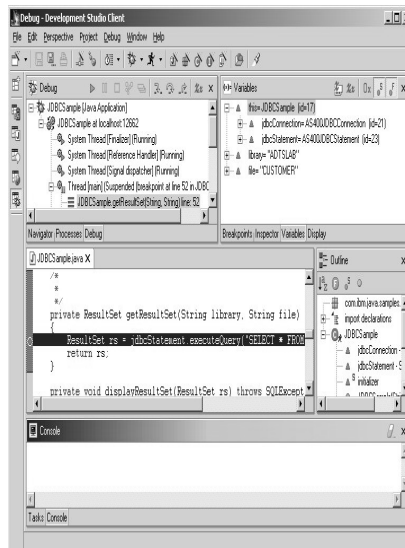 Debug - Development Studio Client
File Edit Perspective Project Debug Window Help
Debug
JDBCSample [Java Application]
JDBCSample at localhost:12662
System Thread [Finalizer] (Running)
System Thread [Reference Handler] (Running)
System Thread [Signal dispatcher] (Running)
Thread [main] (Suspended (breakpoint at line 52 in JDBC
JDBCSample.getResultSet(String, String) line: 52
Navigator Processes Debug
Variables
this= JDBCSample (id=17)
jdbcConnection= AS400JDBCConnection (id=21)
jdbcStatement= AS400JDBCStatement (id=23)
library= "ADTSLAB"
file= "CUSTOMER"
Breakpoints Inspector Variables Display
JDBCSample.java X
/*
*
*/
private ResultSet getResultSet(String library, String file)
{
ResultSet rs = jdbcStatement.executeQuery("SELECT * FROM
return rs;
}
private void displayResultSet(ResultSet rs) throws SQLExcept
Outline
com.ibm.java.samples.
import declarations
JDBCSample
jdbcConnection -
jdbcStatement - S
initializer
Console
Tasks Console